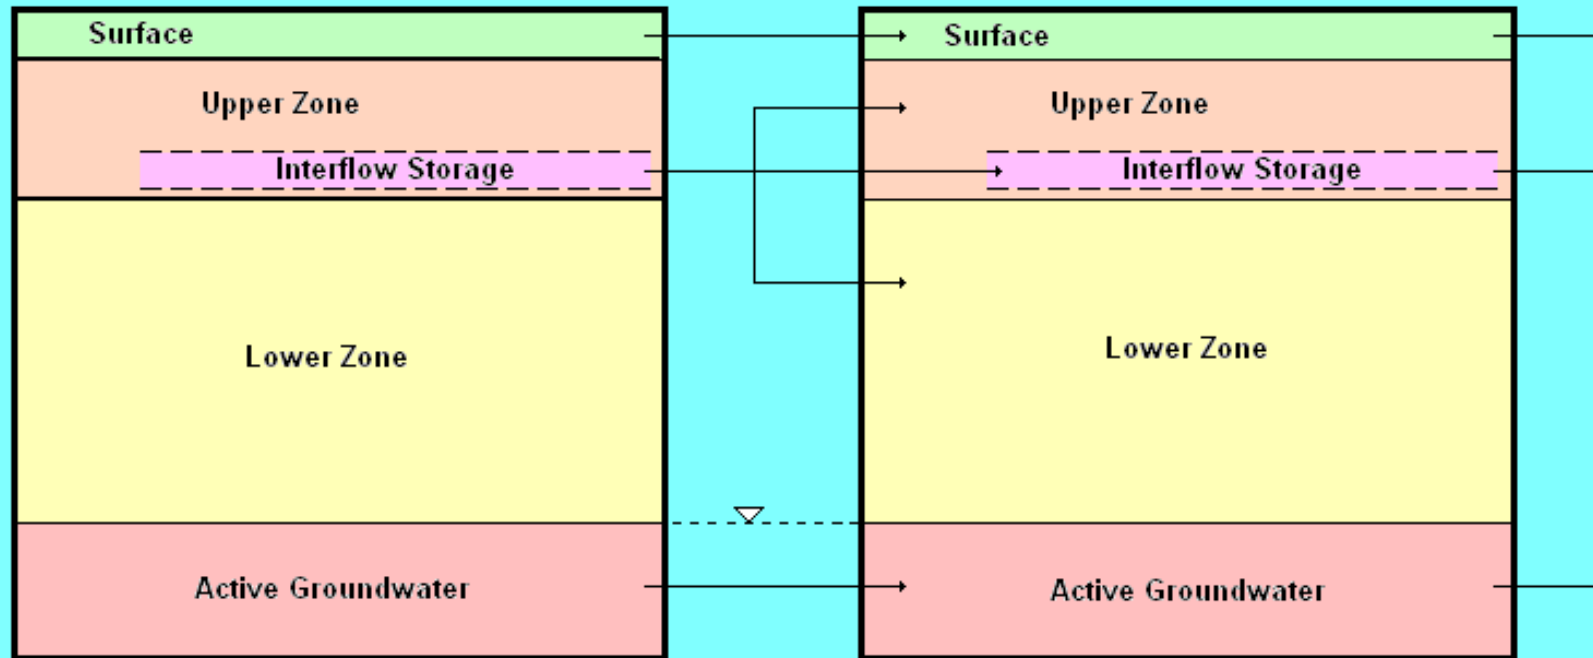 Surface
Upper Zone
Interflow Storage
Lower Zone
Active Groundwater
Surface
Upper Zone
Interflow Storage
Lower Zone
Active Groundwater